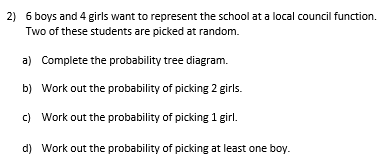 2) 6 boys and 4 girls want to represent the school at a local council function.
Two of these students are picked at random.
a) Complete the probability tree diagram.
b) Work out the probability of picking 2 girls.
c) Work out the probability of picking 1 girl.
d) Work out the probability of picking at least one boy.